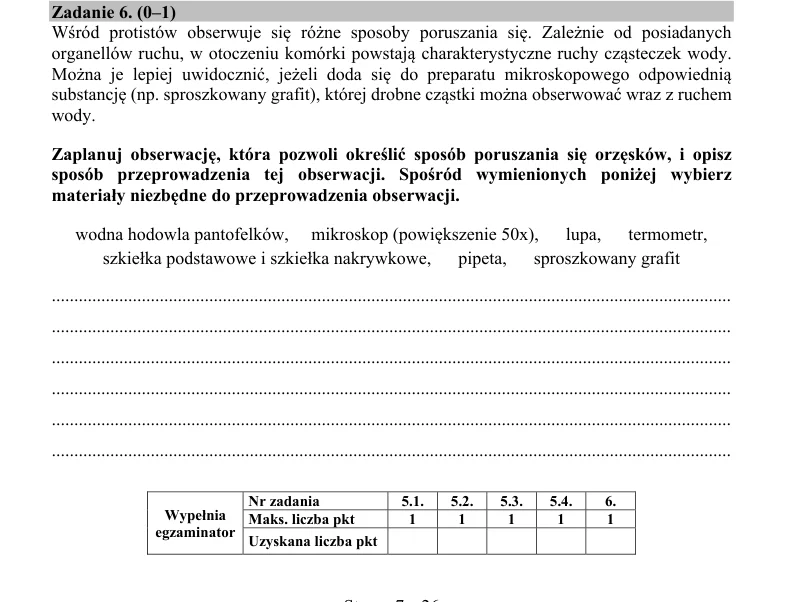 Zadanie 6. (0–1)
Wśród protistów obserwuje się różne sposoby poruszania się. Zależnie od posiadanych
organellów ruchu, w otoczeniu komórki powstają charakterystyczne ruchy cząsteczek wody.
Można je lepiej uwidocznić, jeżeli doda się do preparatu mikroskopowego odpowiednią
substancję (np. sproszkowany grafit), której drobne cząstki można obserwować wraz z ruchem
wody.
Zaplanuj obserwację, która pozwoli określić sposób poruszania się orzęsków, i opisz
sposób przeprowadzenia tej obserwacji. Spośród wymienionych poniżej wybierz
materiały niezbędne do przeprowadzenia obserwacji.
wodna hodowla pantofelków, mikroskop (powiększenie 50x), lupa, termometr,
szkiełka podstawowe i szkiełka nakrywkowe, pipeta, sproszkowany grafit
Wypełnia egzaminator
Nr zadania 5.1. 5.2. 5.3. 5.4. 6.
Maks. liczba pkt 1 1 1 1 1
Uzyskana liczba pkt